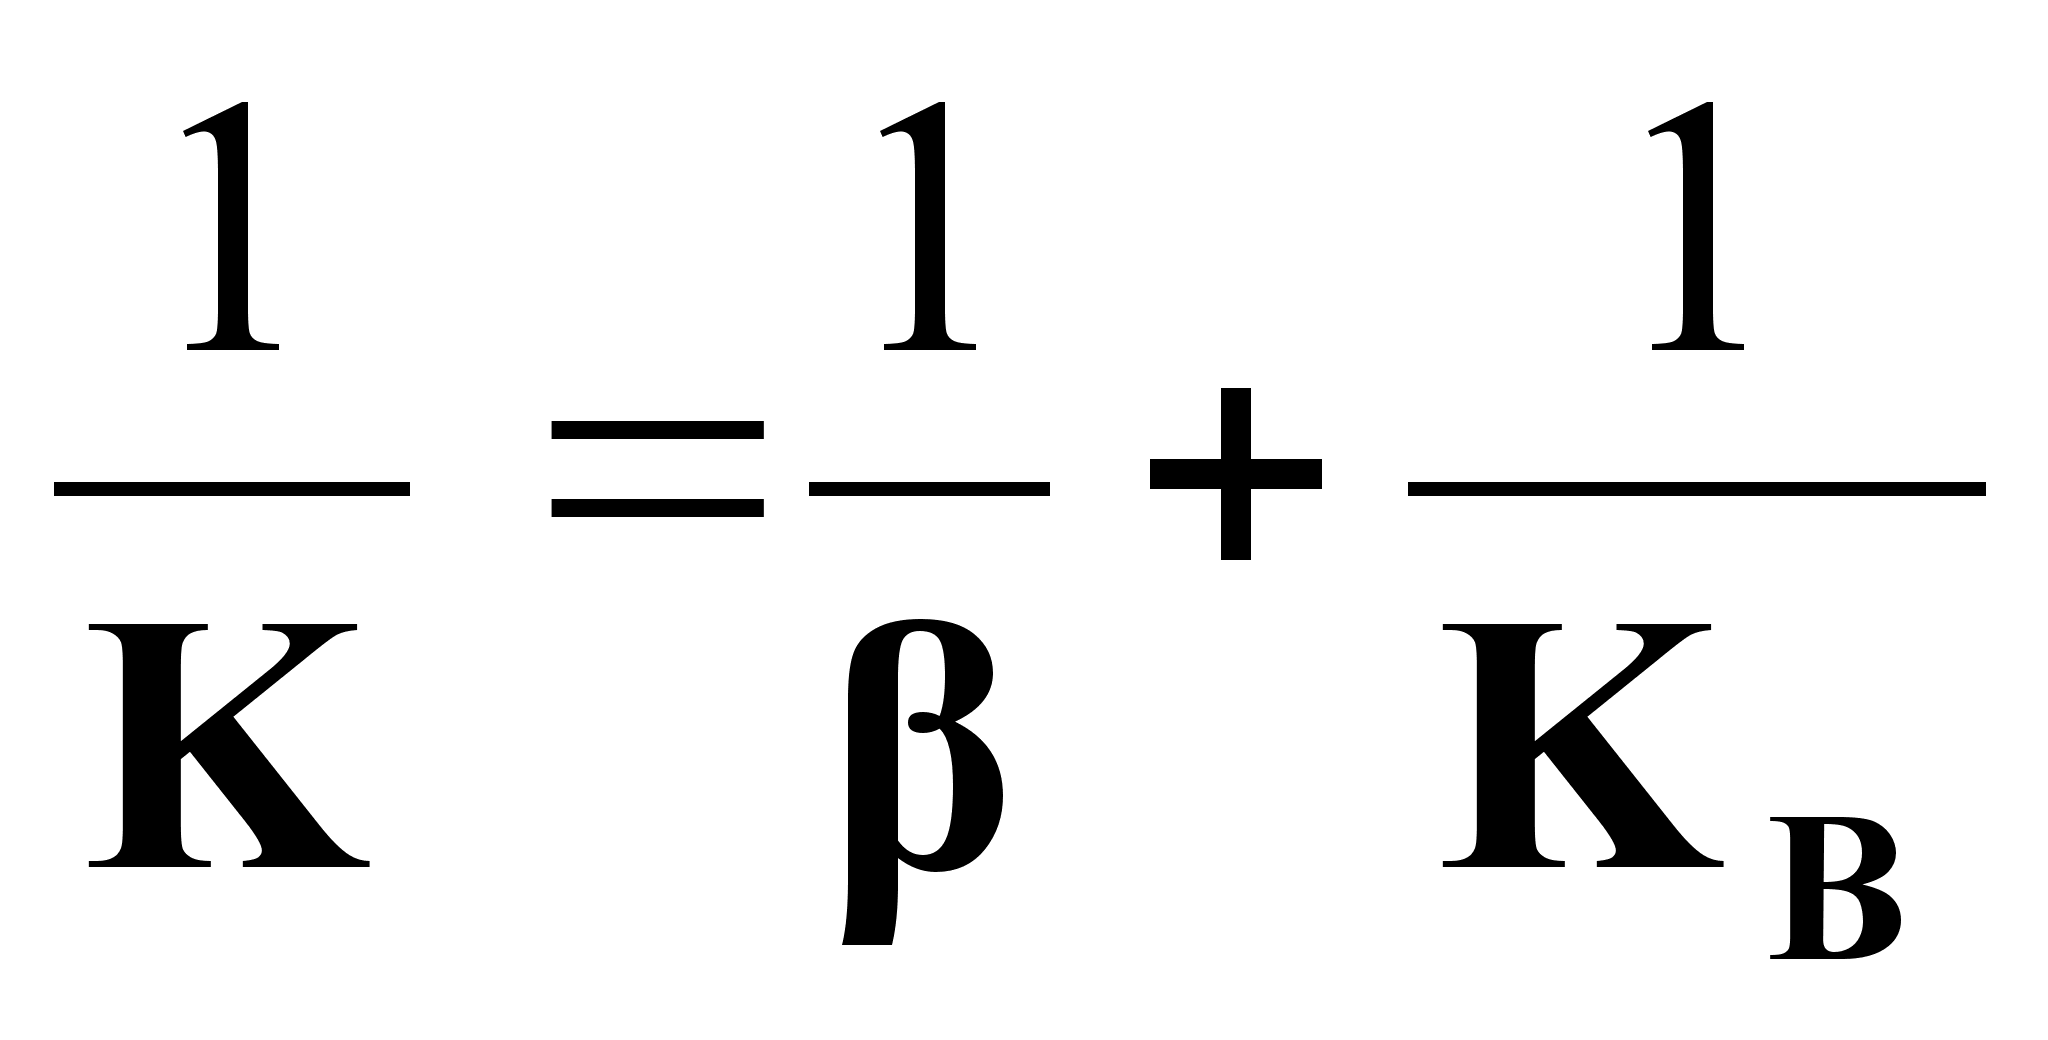 1/K = 1/β + 1/K_B